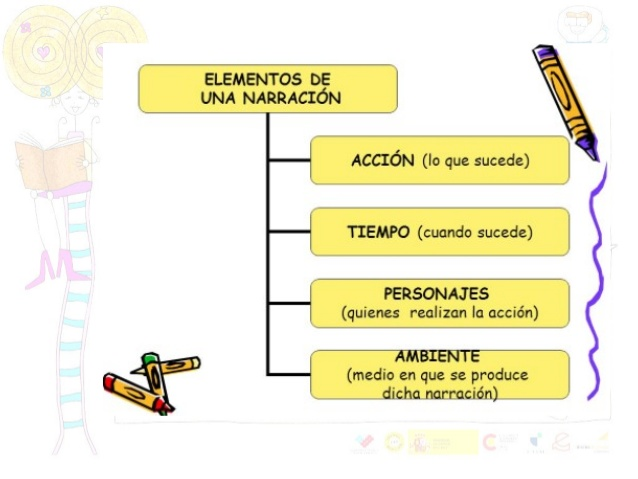 ELEMENTOS DE
UNA NARRACIÓN
ACCIÓN (lo que sucede)
TIEMPO (cuando sucede)
PERSONAJES
(quienes realizan la acción)
AMBIENTE
(medio en que se produce
dicha narración)